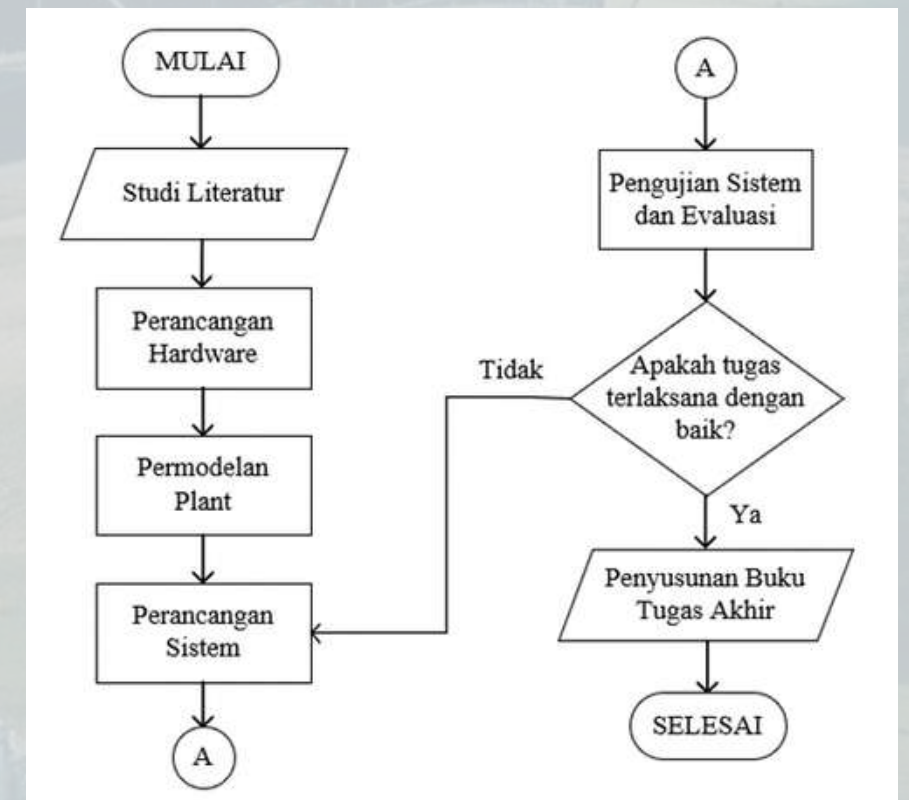 MULAI
Studi Literatur
Perancangan
Hardware
Permodelan
Plant
Perancangan
Sistem
A
A
Pengujian Sistem
dan Evaluasi
Apakah tugas
terlaksana dengan
baik?
Tidak
Ya
Penyusunan Buku
Tugas Akhir
SELESAI